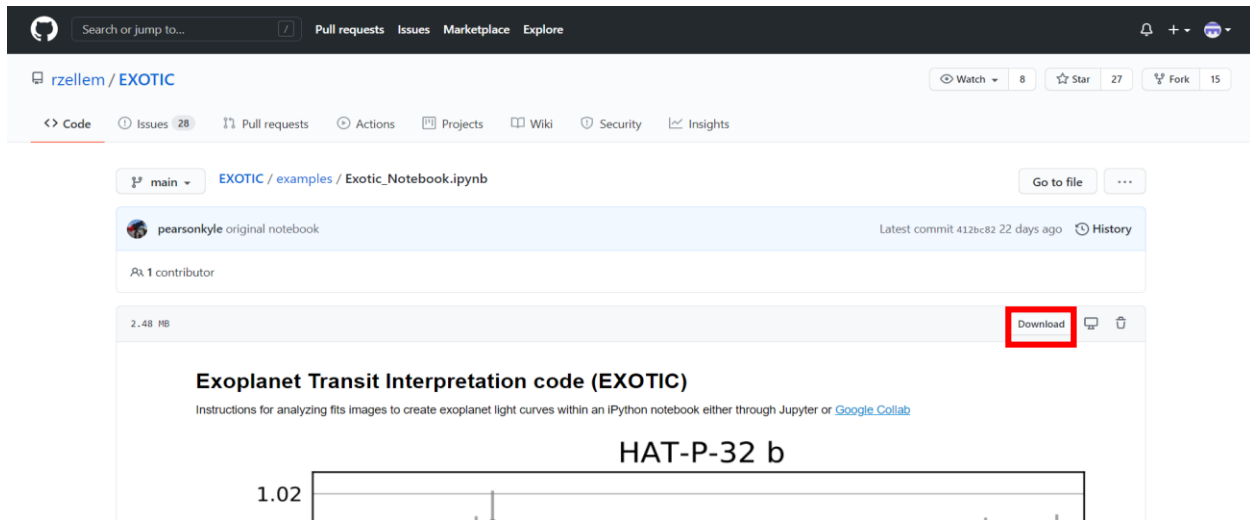 Search or jump to... / Pull requests Issues Marketplace Explore
rzellem / EXOTIC Watch 8 Star 27 Fork 15
Code Issues 28 Pull requests Actions Projects Wiki Security Insights
main EXOTIC / examples / Exotic_Notebook.ipynb Go to file ...
pearsonkyle original notebook Latest commit 412bc82 22 days ago History
1 contributor
2.48 MB Download
Exoplanet Transit Interpretation code (EXOTIC)
Instructions for analyzing fits images to create exoplanet light curves within an iPython notebook either through Jupyter or Google Collab
HAT-P-32 b
1.02